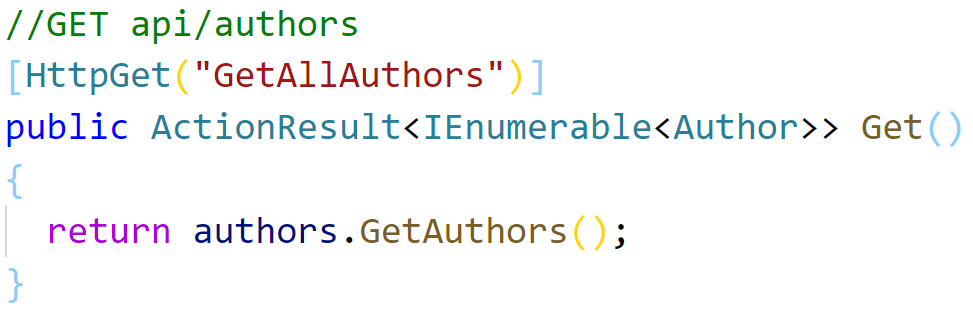 //GET api/authors
[HttpGet("GetAllAuthors")]
public ActionResult<IEnumerable<Author>> Get()
{
  return authors.GetAuthors();
}